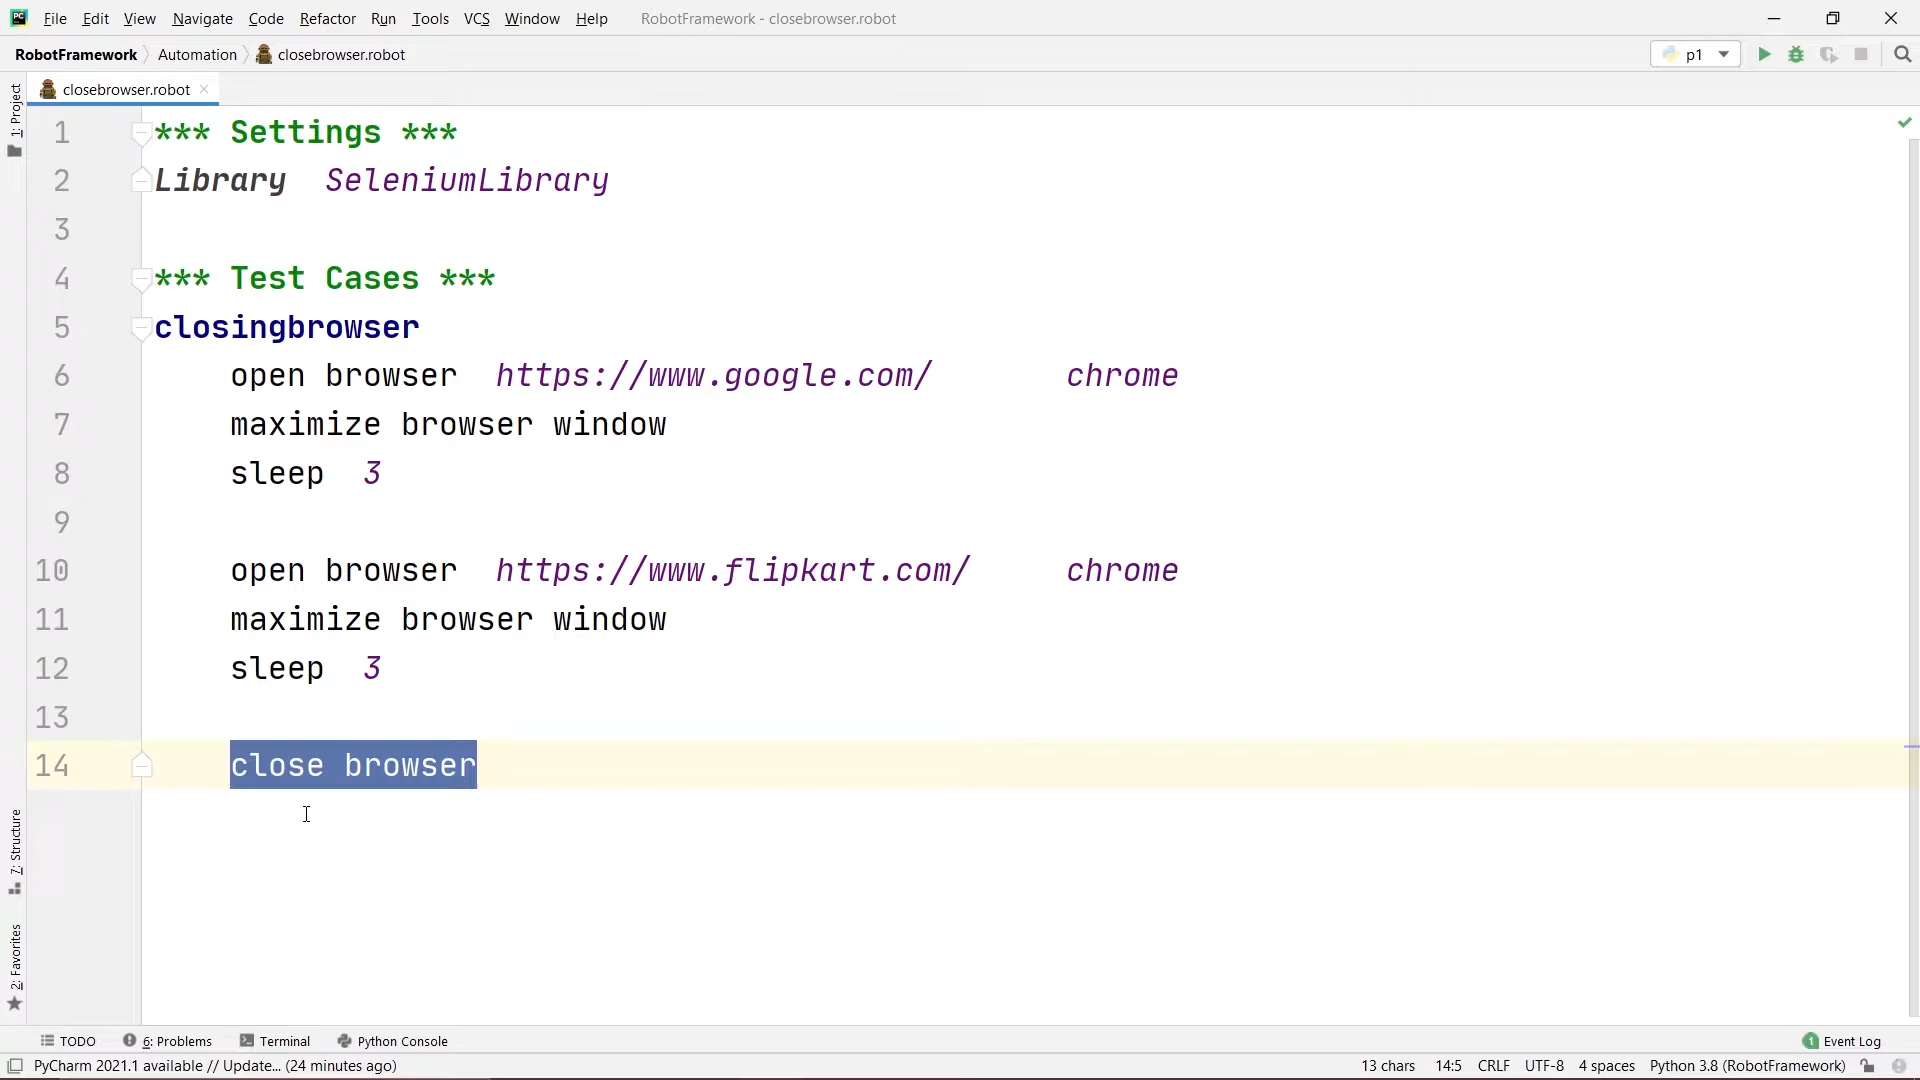 PC File Edit View Navigate Code Refactor Run Tools VCS Window Help RobotFramework - closebrowser.robot
RobotFramework Automation closebrowser.robot p1
closebrowser.robot
1: Project
1 *** Settings ***
2 Library  SeleniumLibrary
3
4 *** Test Cases ***
5 closingbrowser
6 open browser  https://www.google.com/       chrome
7 maximize browser window
8 sleep  3
9
10 open browser  https://www.flipkart.com/     chrome
11 maximize browser window
12 sleep  3
13
14 close browser
7: Structure
2: Favorites
TODO 6: Problems Terminal Python Console 1 Event Log
PyCharm 2021.1 available // Update... (24 minutes ago) 13 chars 14:5 CRLF UTF-8 4 spaces Python 3.8 (RobotFramework)